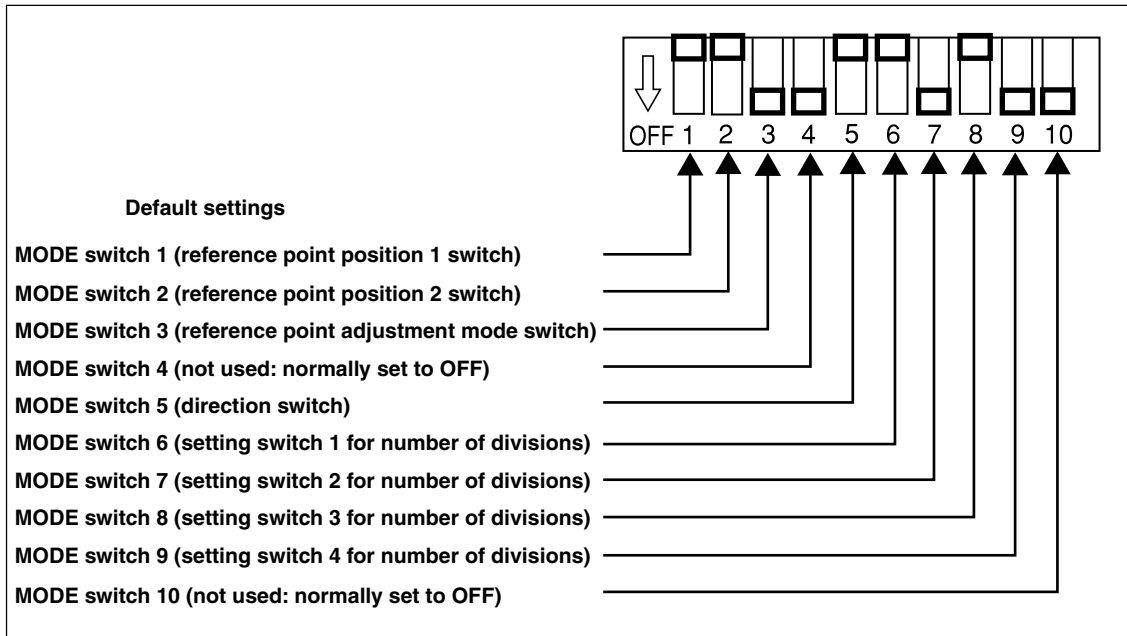 OFF 1 2 3 4 5 6 7 8 9 10
Default settings
MODE switch 1 (reference point position 1 switch)
MODE switch 2 (reference point position 2 switch)
MODE switch 3 (reference point adjustment mode switch)
MODE switch 4 (not used: normally set to OFF)
MODE switch 5 (direction switch)
MODE switch 6 (setting switch 1 for number of divisions)
MODE switch 7 (setting switch 2 for number of divisions)
MODE switch 8 (setting switch 3 for number of divisions)
MODE switch 9 (setting switch 4 for number of divisions)
MODE switch 10 (not used: normally set to OFF)